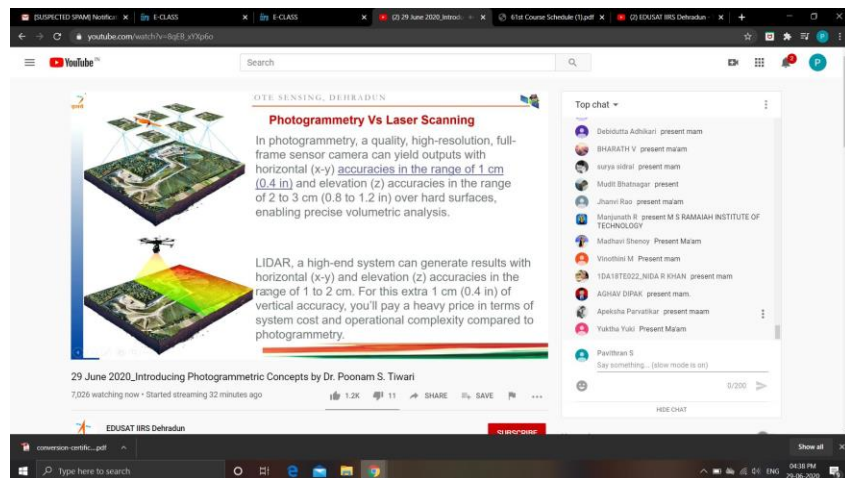 [SUSPECTED SPAM] Notificat
E-CLASS
E-CLASS
(2) 29 June 2020_Introdu
61st Course Schedule (1).pdf
(2) EDUSAT IIRS Dehradun -
youtube.com/watch?v=8qEB_xYXp6o
YouTube
Search
2
P
OTE SENSING, DEHRADUN
Photogrammetry Vs Laser Scanning
In photogrammetry, a quality, high-resolution, full-
frame sensor camera can yield outputs with
horizontal (x-y) accuracies in the range of 1 cm
(0.4 in) and elevation (z) accuracies in the range
of 2 to 3 cm (0.8 to 1.2 in) over hard surfaces,
enabling precise volumetric analysis.
LIDAR, a high-end system can generate results with
horizontal (x-y) and elevation (z) accuracies in the
range of 1 to 2 cm. For this extra 1 cm (0.4 in) of
vertical accuracy, you'll pay a heavy price in terms of
system cost and operational complexity compared to
photogrammetry.
Top chat
Debidutta Adhikari present mam
BHARATH V present ma'am
surya sidral present mam
Mudit Bhatnagar present
Jhanvi Rao present ma'am
Manjunath R present M S RAMAIAH INSTITUTE OF
TECHNOLOGY
Madhavi Shenoy Present Ma'am
Vinothini M Present mam
1DA18TE022_NIDA R KHAN present mam
AGHAV DIPAK present mam.
Apeksha Parvatikar present maam
Yuktha Yuki Present Ma'am
Pavithran S
Say something... (slow mode is on)
0/200
HIDE CHAT
29 June 2020_Introducing Photogrammetric Concepts by Dr. Poonam S. Tiwari
7,026 watching now • Started streaming 32 minutes ago
1.2K
11
SHARE
SAVE
EDUSAT IIRS Dehradun
SUBSCRIBE
conversion-certific....pdf
Show all
Type here to search
ENG
04:38 PM
29-06-2020